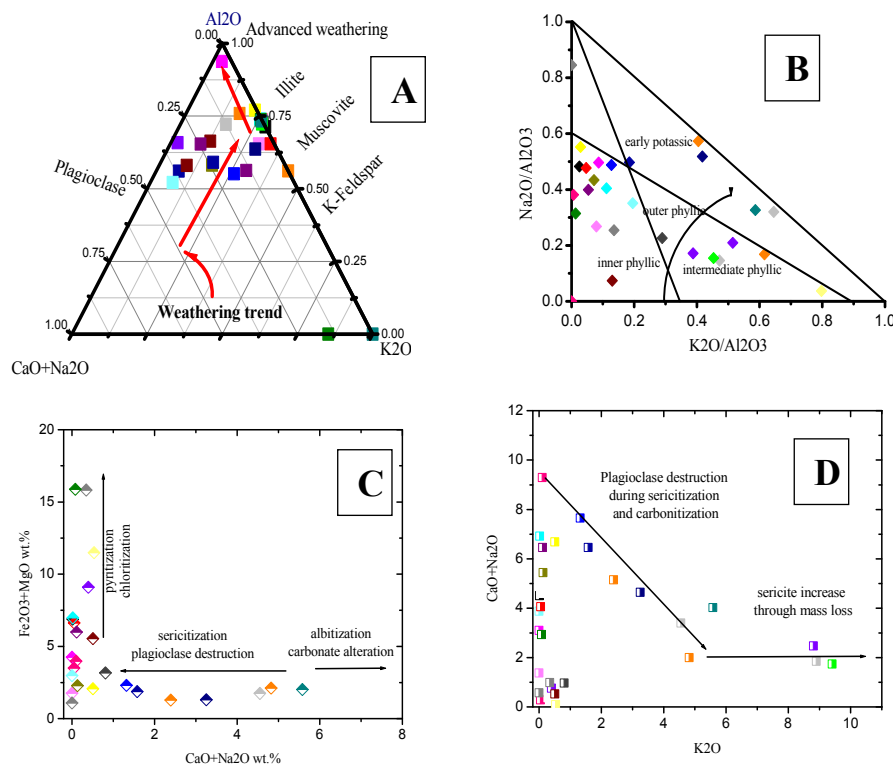 Al2O
Advanced weathering
0.00
1.00
A
Illite
0.25
0.75
Muscovite
Plagioclase
0.50
0.50
K-Feldspar
0.75
0.25
Weathering trend
1.00
0.00
K2O
CaO+Na2O
B
1.0
0.8
0.6
0.4
0.2
0.0
Na2O/Al2O3
early potassic
outer phyllic
inner phyllic
intermediate phyllic
0.0
0.2
0.4
0.6
0.8
1.0
K2O/Al2O3
C
20
15
10
5
0
Fe2O3+MgO wt.%
pyritization
chloritization
sericitization
plagioclase destruction
albitization
carbonate alteration
0
2
4
6
8
CaO+Na2O wt.%
D
12
10
8
6
4
2
0
CaO+Na2O
Plagioclase destruction
during sericitization
and carbonitization
sericite increase
through mass loss
0
2
4
6
8
10
K2O